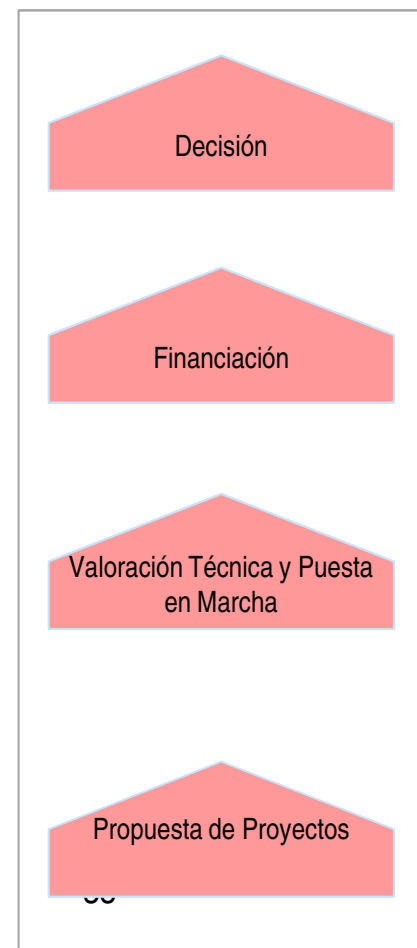 Decisión
Financiación
Valoración Técnica y Puesta
en Marcha
Propuesta de Proyectos